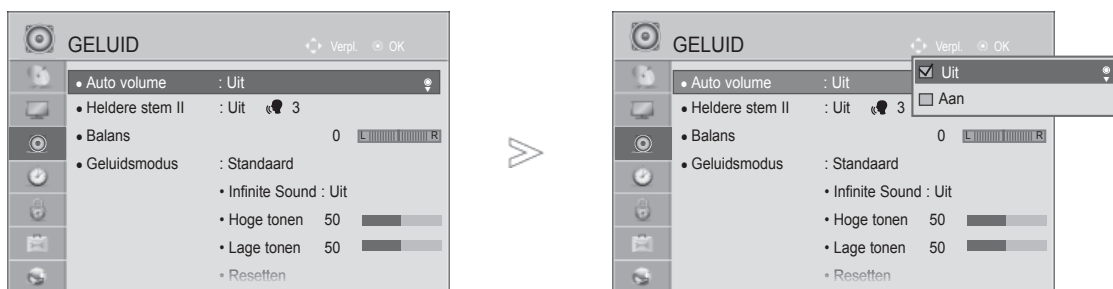 GELUID Verpl. OK
• Auto volume : Uit
• Heldere stem II : Uit 3
• Balans 0 L R
• Geluidsmodus : Standaard
• Infinite Sound : Uit
• Hoge tonen 50
• Lage tonen 50
• Resetten
GELUID Verpl. OK
• Auto volume : Uit
Uit
Aan
• Heldere stem II : Uit 3
• Balans 0 L R
• Geluidsmodus : Standaard
• Infinite Sound : Uit
• Hoge tonen 50
• Lage tonen 50
• Resetten